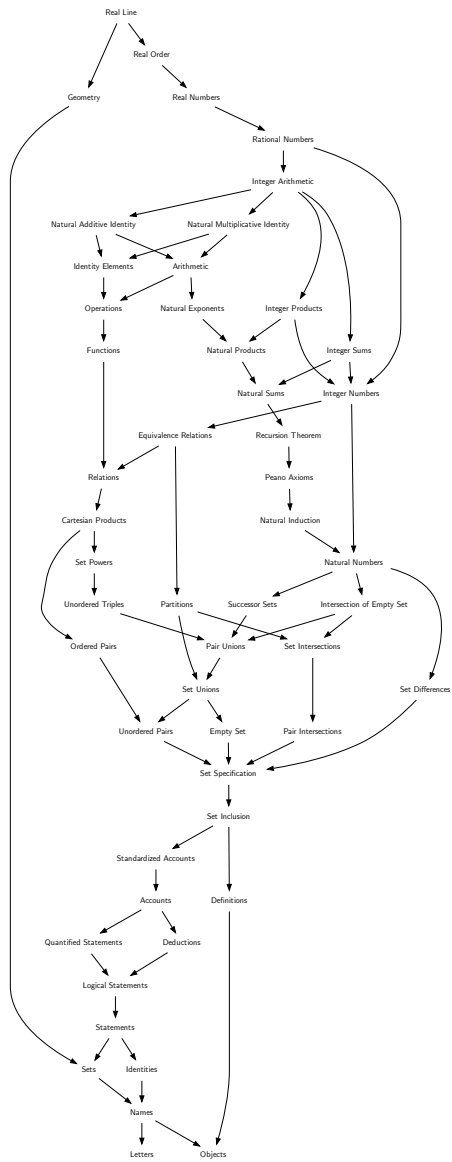 Real Line
Real Order
Geometry
Real Numbers
Rational Numbers
Integer Arithmetic
Natural Additive Identity
Natural Multiplicative Identity
Identity Elements
Arithmetic
Operations
Natural Exponents
Integer Products
Functions
Natural Products
Integer Sums
Natural Sums
Integer Numbers
Equivalence Relations
Recursion Theorem
Relations
Peano Axioms
Cartesian Products
Natural Induction
Set Powers
Natural Numbers
Unordered Triples
Partitions
Successor Sets
Intersection of Empty Set
Ordered Pairs
Pair Unions
Set Intersections
Set Unions
Set Differences
Unordered Pairs
Empty Set
Pair Intersections
Set Specification
Set Inclusion
Standardized Accounts
Accounts
Definitions
Quantified Statements
Deductions
Logical Statements
Statements
Sets
Identities
Names
Letters
Objects